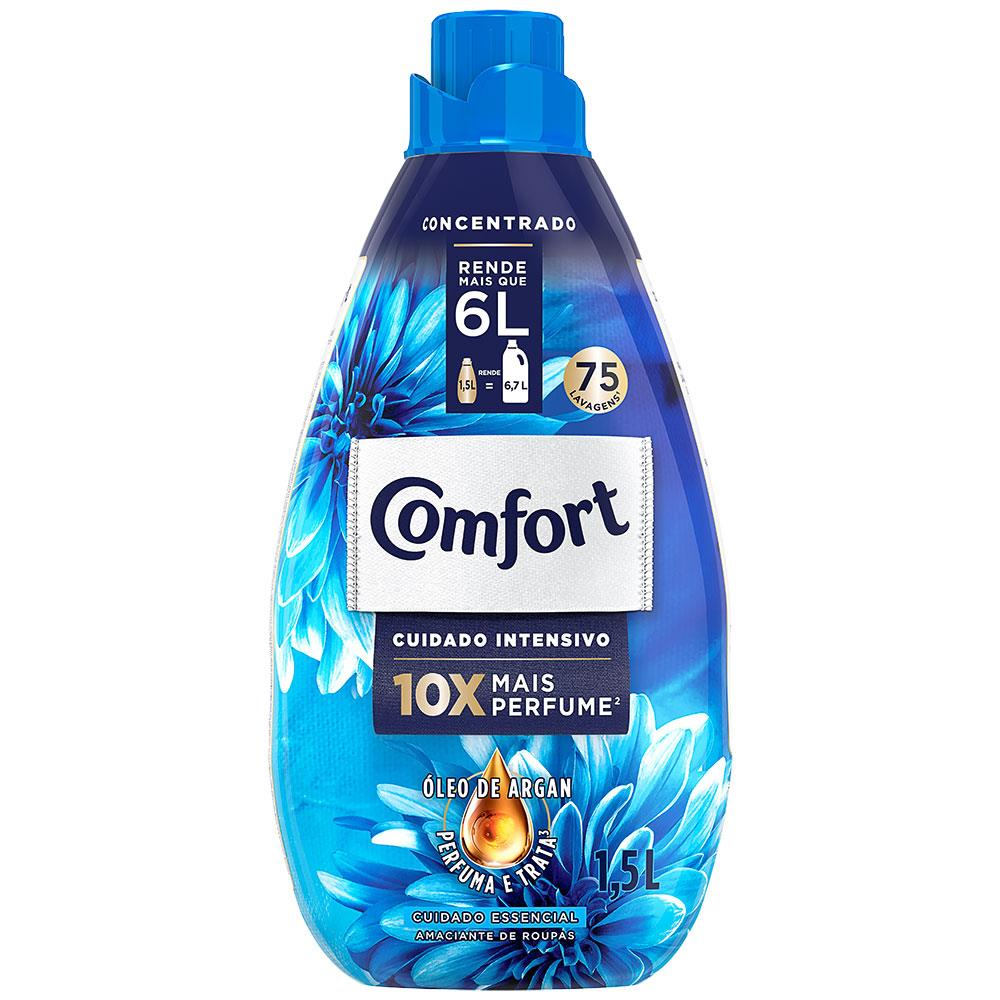 CONCENTRADO
RENDE
MAIS QUE
6L
1,5L
RENDE
=
6,7 L
75
LAVAGENS¹
Comfort
CUIDADO INTENSIVO
10X MAIS
PERFUME²
ÓLEO DE ARGAN
PERFUMA E TRATA³
1,5L
CUIDADO ESSENCIAL
AMACIANTE DE ROUPAS